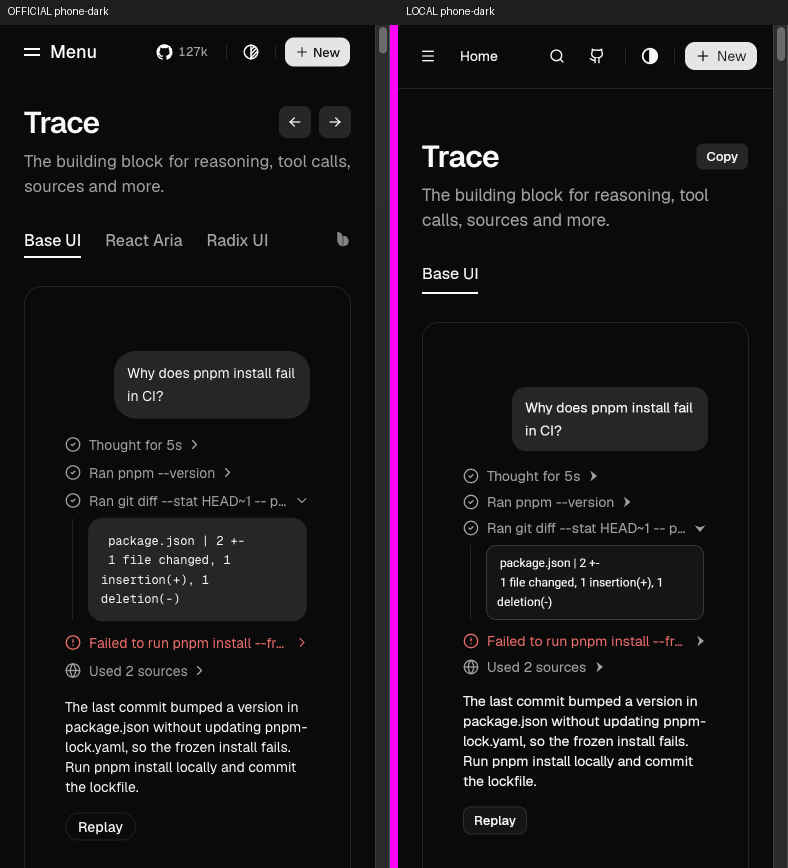 OFFICIAL phone-dark
Menu
127k
New
Trace
The building block for reasoning, tool calls,
sources and more.
Base UI
React Aria
Radix UI
Why does pnpm install fail
in CI?
Thought for 5s
Ran pnpm --version
Ran git diff --stat HEAD~1 -- p...
package.json | 2 +-
1 file changed, 1
insertion(+), 1
deletion(-)
Failed to run pnpm install --fr...
Used 2 sources
The last commit bumped a version in
package.json without updating pnpm-
lock.yaml, so the frozen install fails.
Run pnpm install locally and commit
the lockfile.
Replay
LOCAL phone-dark
Home
New
Trace
Copy
The building block for reasoning, tool
calls, sources and more.
Base UI
Why does pnpm install fail
in CI?
Thought for 5s
Ran pnpm --version
Ran git diff --stat HEAD~1 -- p...
package.json | 2 +-
1 file changed, 1 insertion(+), 1
deletion(-)
Failed to run pnpm install --fr...
Used 2 sources
The last commit bumped a version in
package.json without updating pnpm-
lock.yaml, so the frozen install fails.
Run pnpm install locally and commit
the lockfile.
Replay